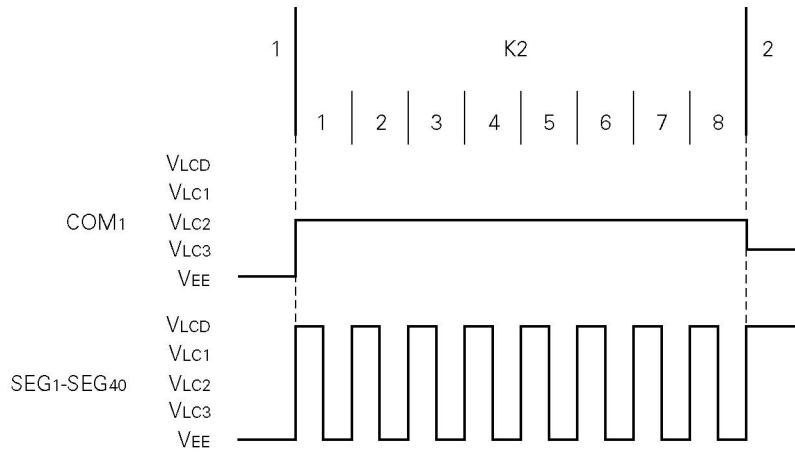 1 K2 2
1 2 3 4 5 6 7 8
VLCD
VLC1
COM1 VLC2
VLC3
VEE
VLCD
VLC1
SEG1-SEG40 VLC2
VLC3
VEE